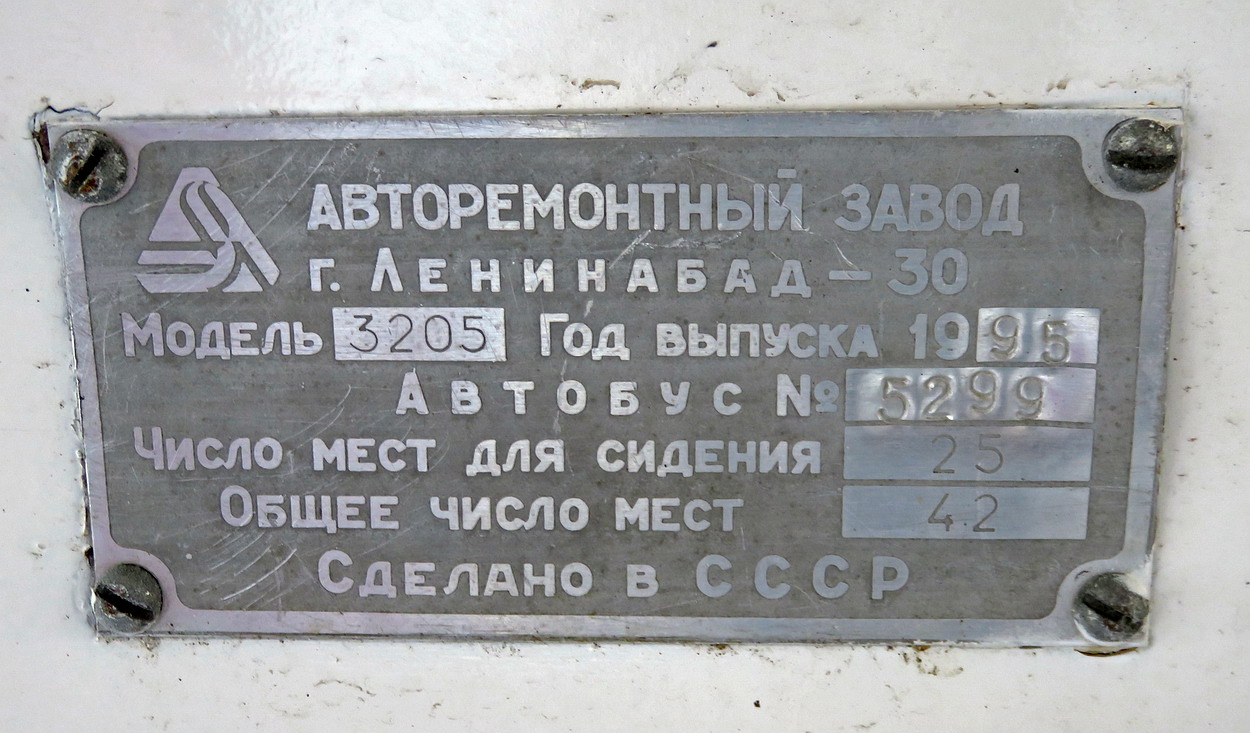 АВТОРЕМОНТНЫЙ ЗАВОД
г. ЛЕНИНАБАД – 30
МОДЕЛЬ 3205 ГОД ВЫПУСКА 1995
АВТОБУС № 5299
ЧИСЛО МЕСТ ДЛЯ СИДЕНИЯ 25
ОБЩЕЕ ЧИСЛО МЕСТ 42
СДЕЛАНО В СССР